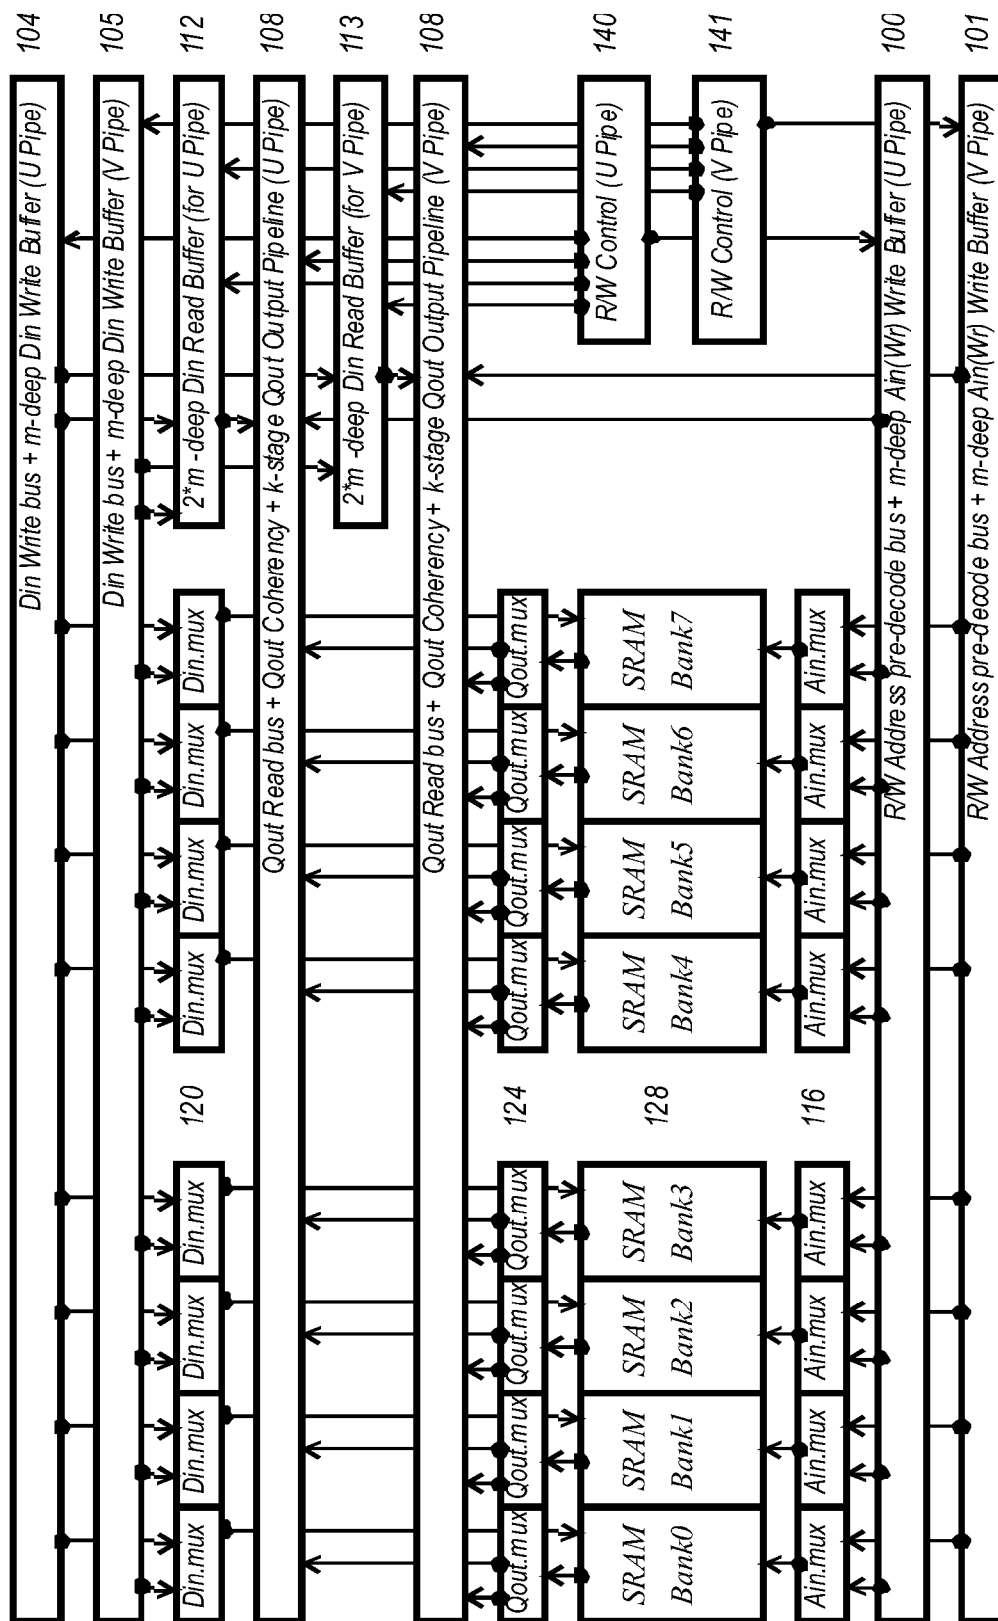 104
Din Write bus + m-deep Din Write Buffer (U Pipe)
105
Din Write bus + m-deep Din Write Buffer (V Pipe)
112
2*m -deep Din Read Buffer (for U Pipe)
Din.mux
Din.mux
Din.mux
Din.mux
120
Din.mux
Din.mux
Din.mux
Din.mux
108
Qout Read bus + Qout Coherency + k-stage Qout Output Pipeline (U Pipe)
113
2*m -deep Din Read Buffer (for V Pipe)
108
Qout Read bus + Qout Coherency + k-stage Qout Output Pipeline (V Pipe)
Qout.mux
Qout.mux
Qout.mux
Qout.mux
124
Qout.mux
Qout.mux
Qout.mux
Qout.mux
140
R/W Control (U Pipe)
141
R/W Control (V Pipe)
SRAM
Bank0
SRAM
Bank1
SRAM
Bank2
SRAM
Bank3
128
SRAM
Bank4
SRAM
Bank5
SRAM
Bank6
SRAM
Bank7
Ain.mux
Ain.mux
Ain.mux
Ain.mux
116
Ain.mux
Ain.mux
Ain.mux
Ain.mux
100
R/W Address pre-decode bus + m-deep Ain(Wr) Write Buffer (U Pipe)
101
R/W Address pre-decode bus + m-deep Ain(Wr) Write Buffer (V Pipe)